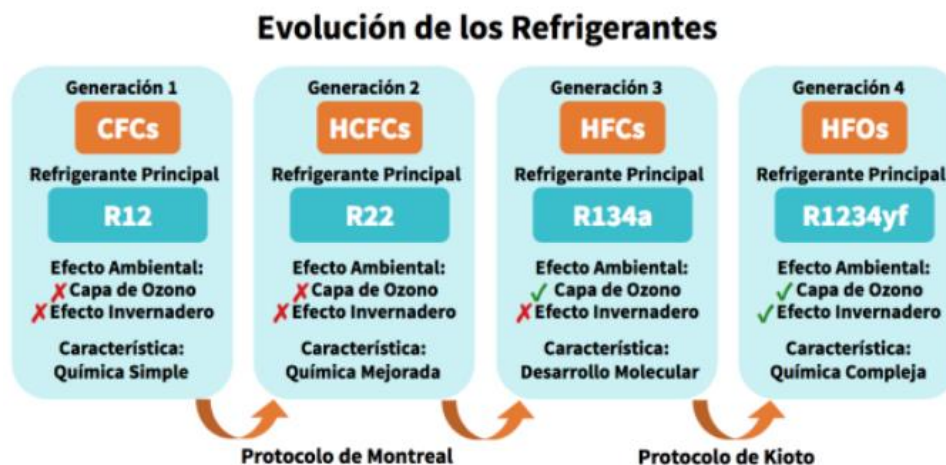 Evolución de los Refrigerantes
Generación 1
CFCs
Refrigerante Principal
R12
Efecto Ambiental:
✗ Capa de Ozono
✗ Efecto Invernadero
Característica:
Química Simple
Generación 2
HCFCs
Refrigerante Principal
R22
Efecto Ambiental:
✗ Capa de Ozono
✗ Efecto Invernadero
Característica:
Química Mejorada
Generación 3
HFCs
Refrigerante Principal
R134a
Efecto Ambiental:
✓ Capa de Ozono
✗ Efecto Invernadero
Característica:
Desarrollo Molecular
Generación 4
HFOs
Refrigerante Principal
R1234yf
Efecto Ambiental:
✓ Capa de Ozono
✓ Efecto Invernadero
Característica:
Química Compleja
Protocolo de Montreal
Protocolo de Kioto